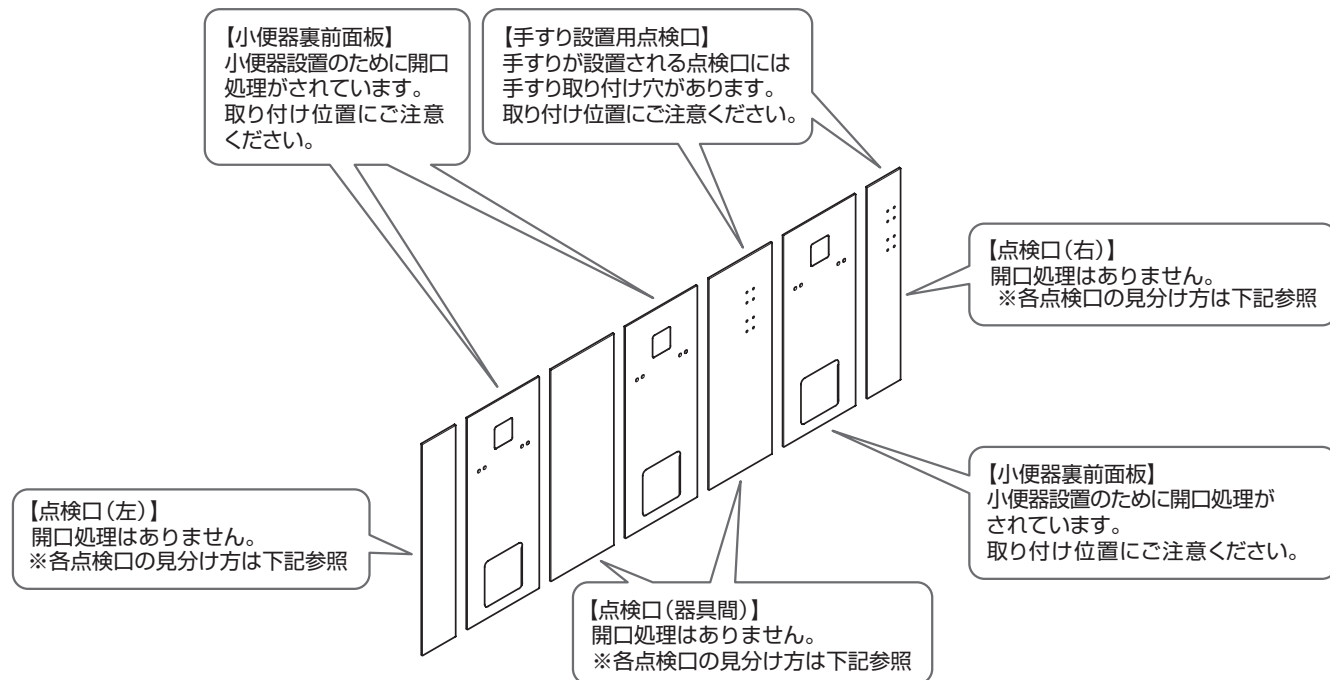 【小便器裏前面板】
小便器設置のために開口
処理がされています。
取り付け位置にご注意
ください。
【手すり設置用点検口】
手すりが設置される点検口には
手すり取り付け穴があります。
取り付け位置にご注意ください。
【点検口（右）】
開口処理はありません。
※各点検口の見分け方は下記参照
【小便器裏前面板】
小便器設置のために開口処理が
されています。
取り付け位置にご注意ください。
【点検口（左）】
開口処理はありません。
※各点検口の見分け方は下記参照
【点検口（器具間）】
開口処理はありません。
※各点検口の見分け方は下記参照